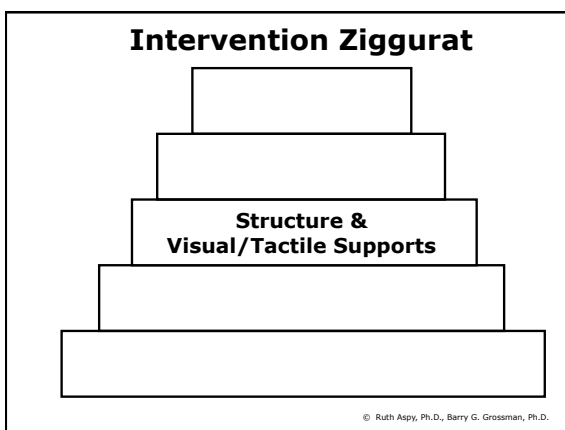 Intervention Ziggurat
Structure &
Visual/Tactile Supports
© Ruth Aspy, Ph.D., Barry G. Grossman, Ph.D.